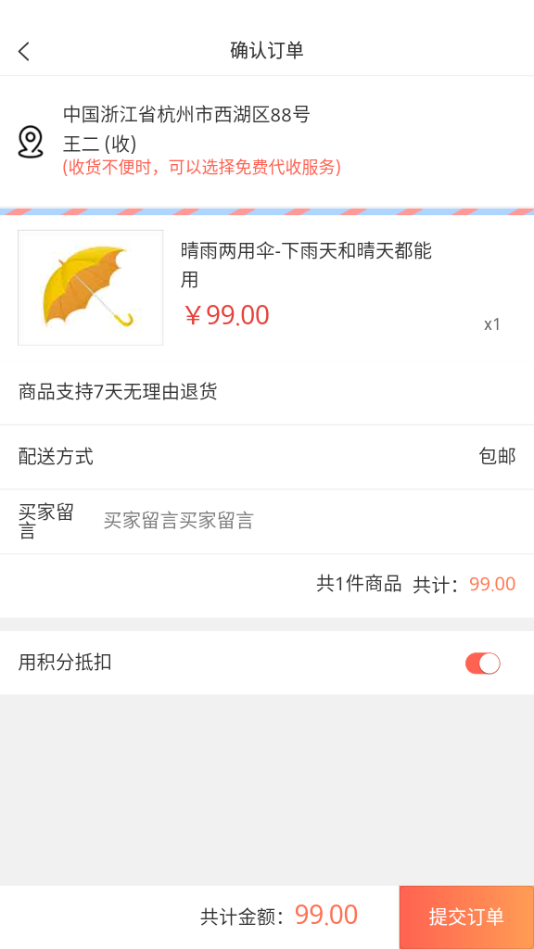 确认订单
中国浙江省杭州市西湖区88号
王二 (收)
(收货不便时，可以选择免费代收服务)
晴雨两用伞-下雨天和晴天都能
用
￥99.00
x1
商品支持7天无理由退货
配送方式 包邮
买家留
言
买家留言买家留言
共1件商品 共计：99.00
用积分抵扣
共计金额：99.00 提交订单